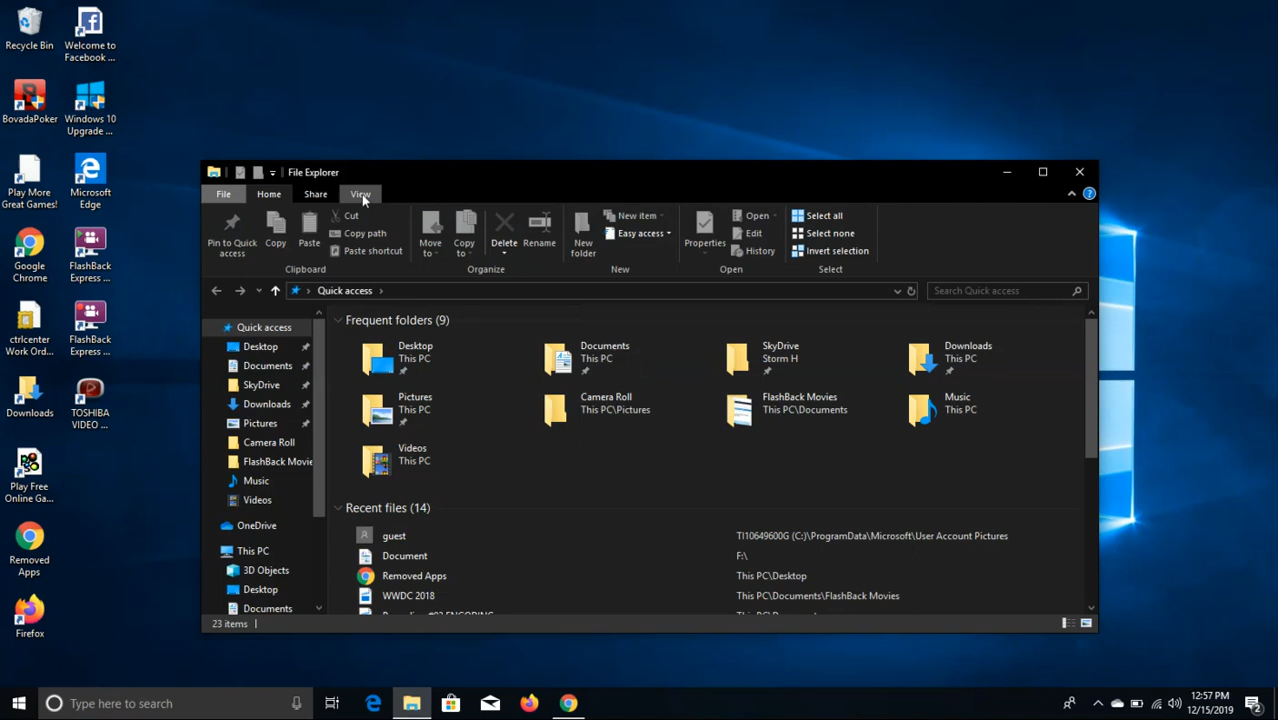 Recycle Bin
Welcome to
Facebook ...
BovadaPoker
Windows 10
Upgrade ...
Play More
Great Games!
Microsoft
Edge
Google
Chrome
FlashBack
Express ...
ctrlcenter
Work Ord...
FlashBack
Express ...
Downloads
TOSHIBA
VIDEO ...
Play Free
Online Ga...
Removed
Apps
Firefox
File Explorer
File
Home
Share
View
Pin to Quick
access
Copy
Paste
Cut
Copy path
Paste shortcut
Clipboard
Move
to
Copy
to
Delete
Rename
Organize
New
folder
New item
Easy access
New
Properties
Open
Edit
History
Open
Select all
Select none
Invert selection
Select
Quick access
Search Quick access
Quick access
Desktop
Documents
SkyDrive
Downloads
Pictures
Camera Roll
FlashBack Movie
Music
Videos
OneDrive
This PC
3D Objects
Desktop
Documents
Frequent folders (9)
Desktop
This PC
Documents
This PC
SkyDrive
Storm H
Downloads
This PC
Pictures
This PC
Camera Roll
This PC\Pictures
FlashBack Movies
This PC\Documents
Music
This PC
Videos
This PC
Recent files (14)
guest TI10649600G (C:)\ProgramData\Microsoft\User Account Pictures
Document F:\
Removed Apps This PC\Desktop
WWDC 2018 This PC\Documents\FlashBack Movies
23 items
Type here to search
12:57 PM
12/15/2019
2